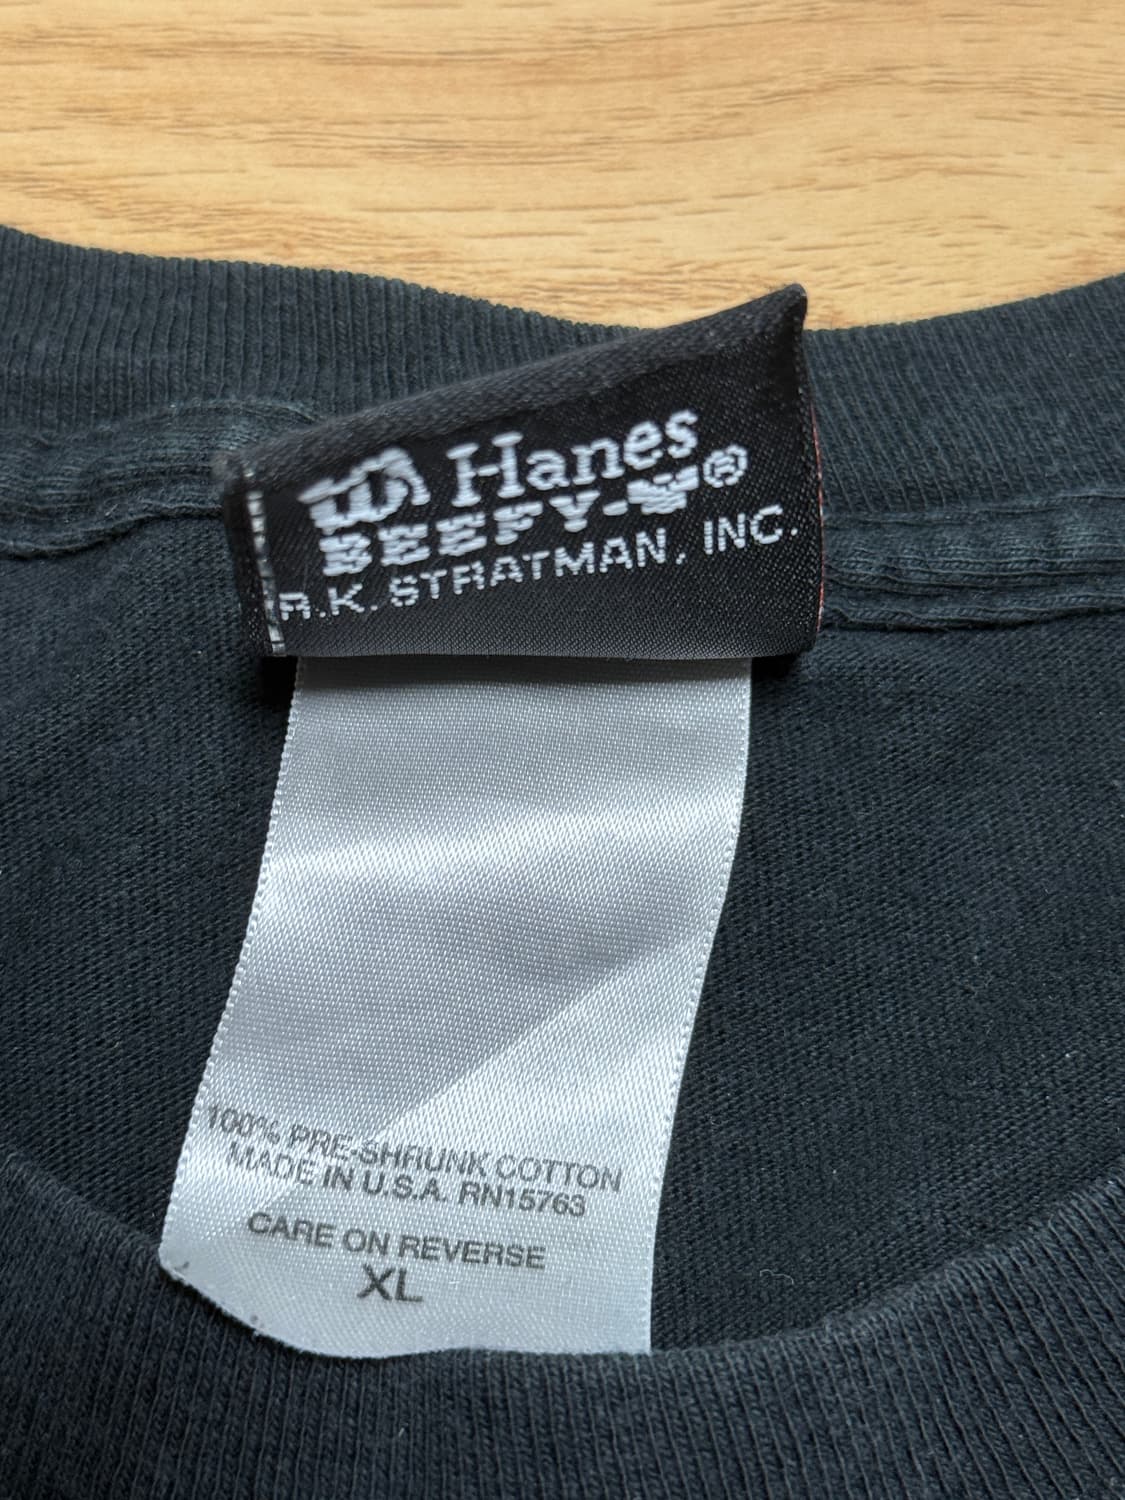 Hanes
BEEFY-T®
R.K. STRATMAN, INC.
100% PRE-SHRUNK COTTON
MADE IN U.S.A. RN15763
CARE ON REVERSE
XL